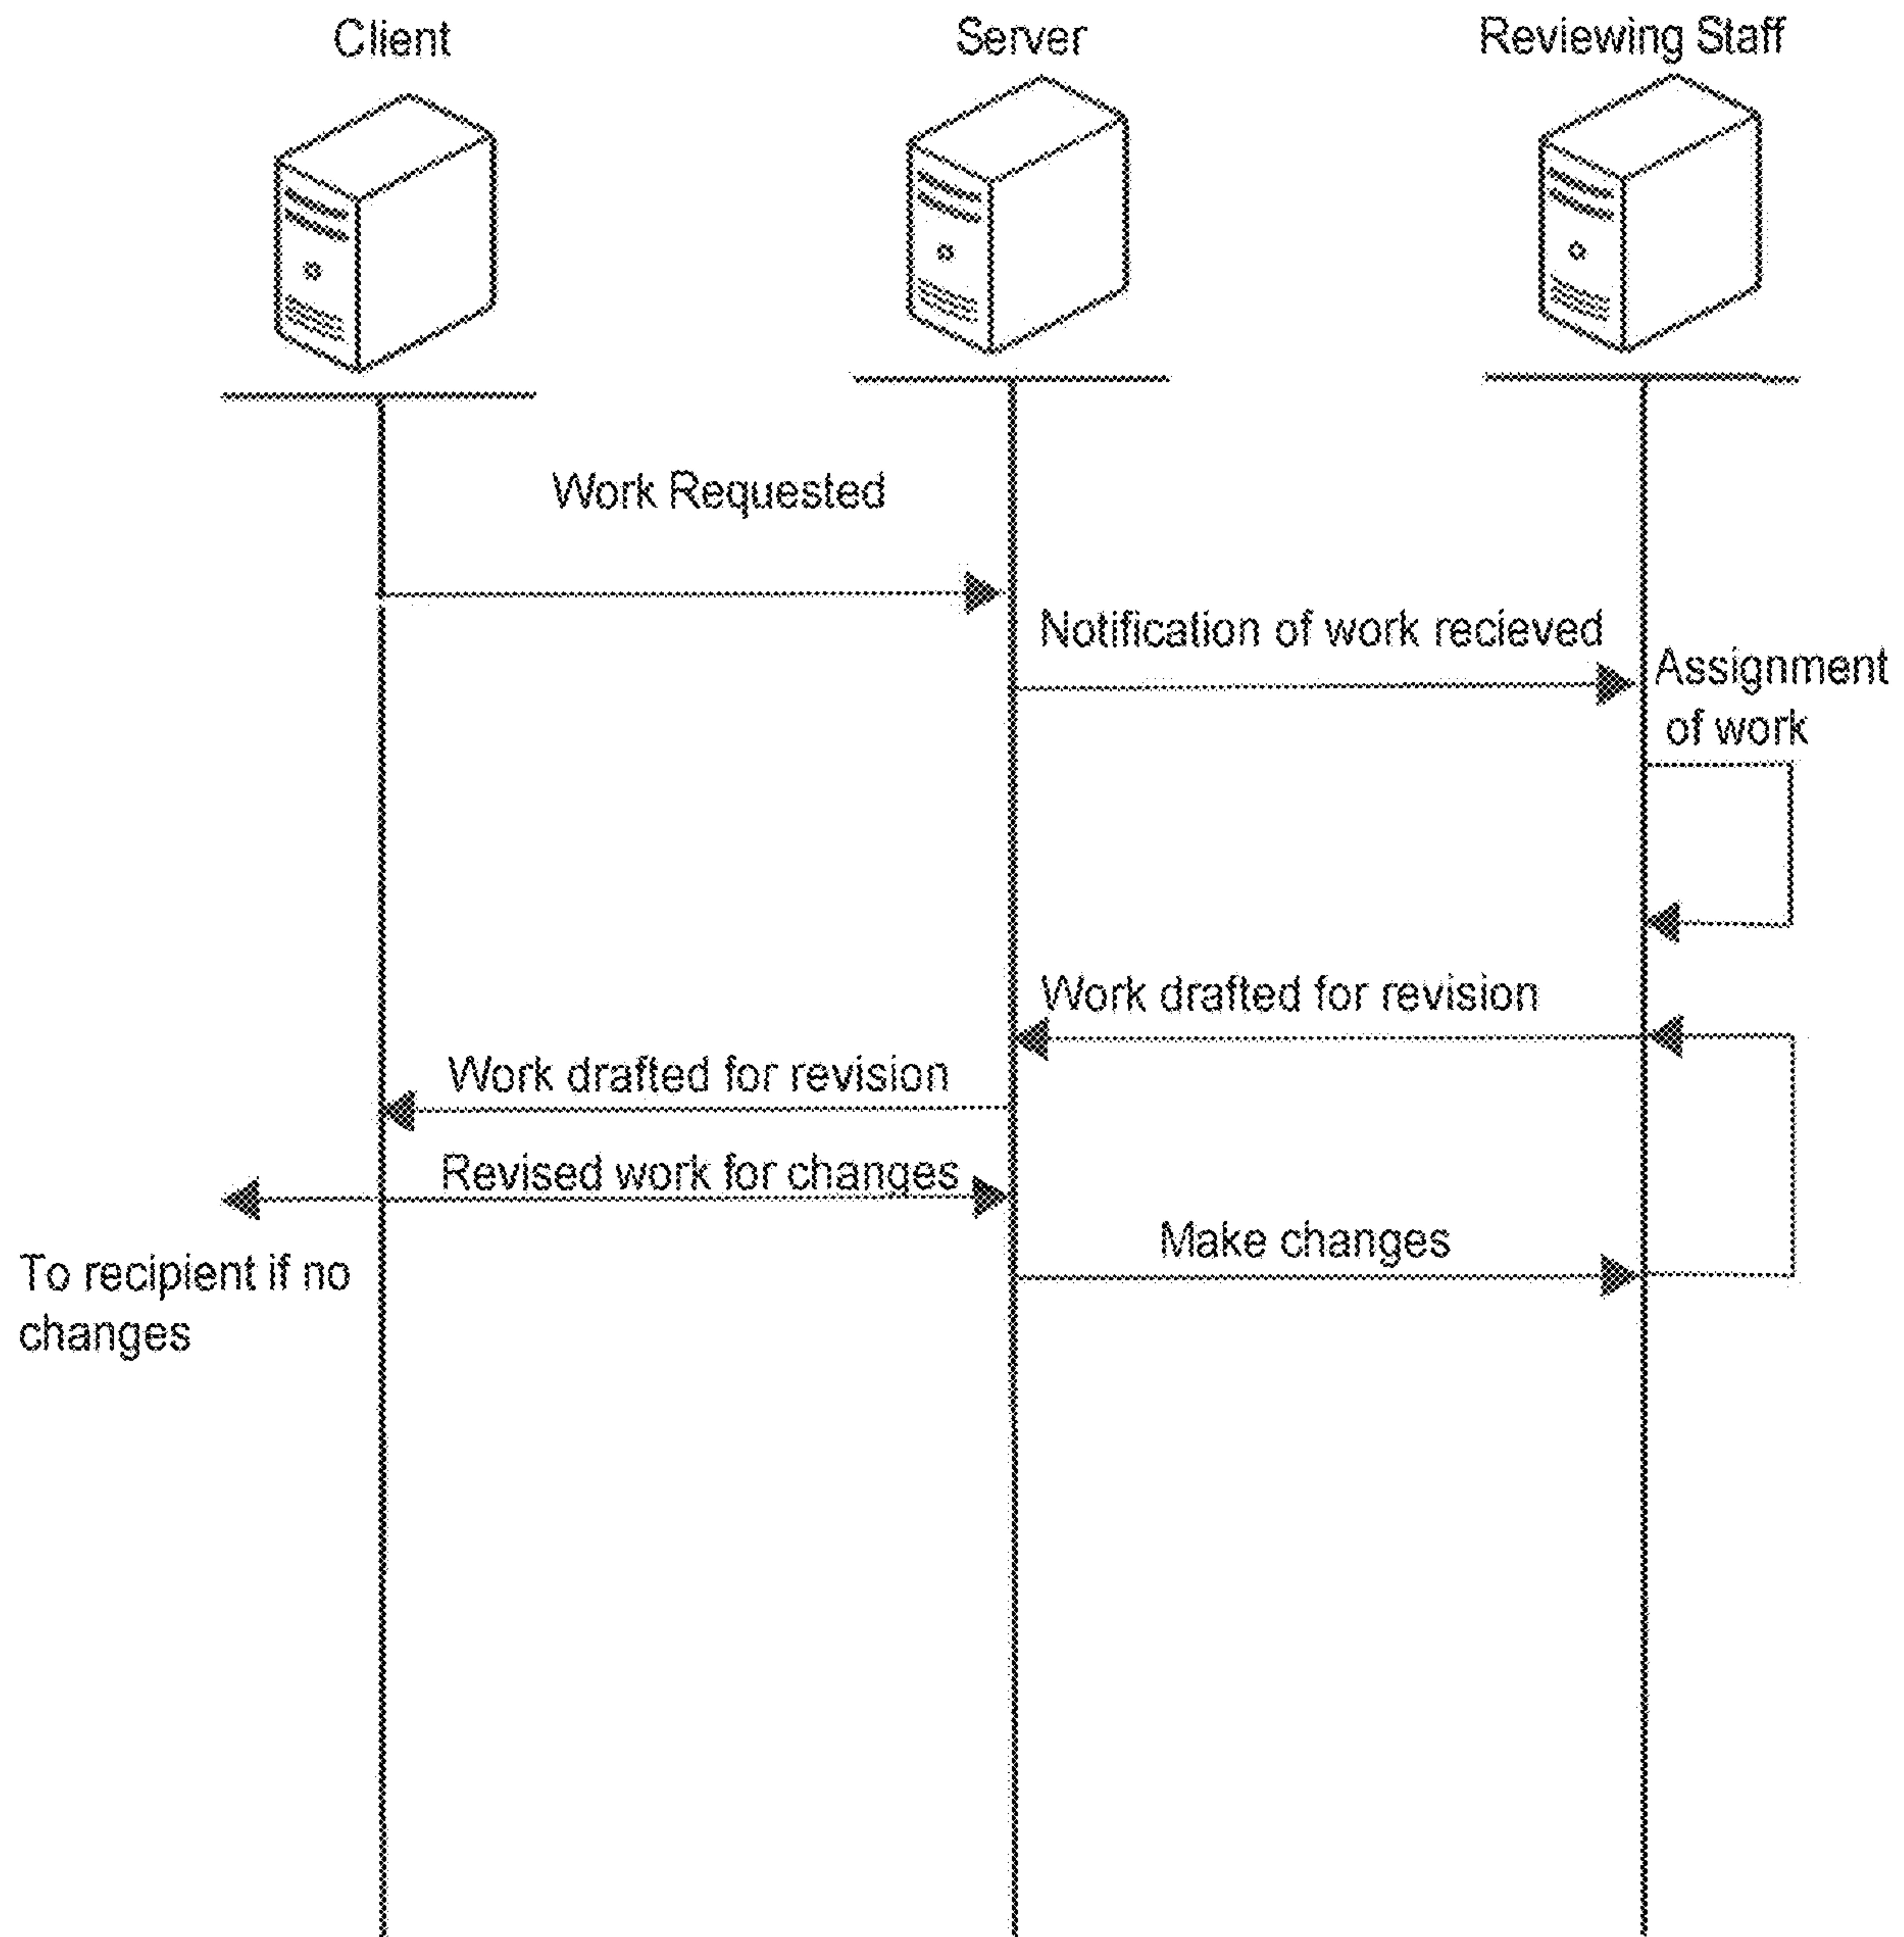 Client
Server
Reviewing Staff
Work Requested
Notification of work recieved
Assignment
of work
Work drafted for revision
Work drafted for revision
Revised work for changes
Make changes
To recipient if no
changes